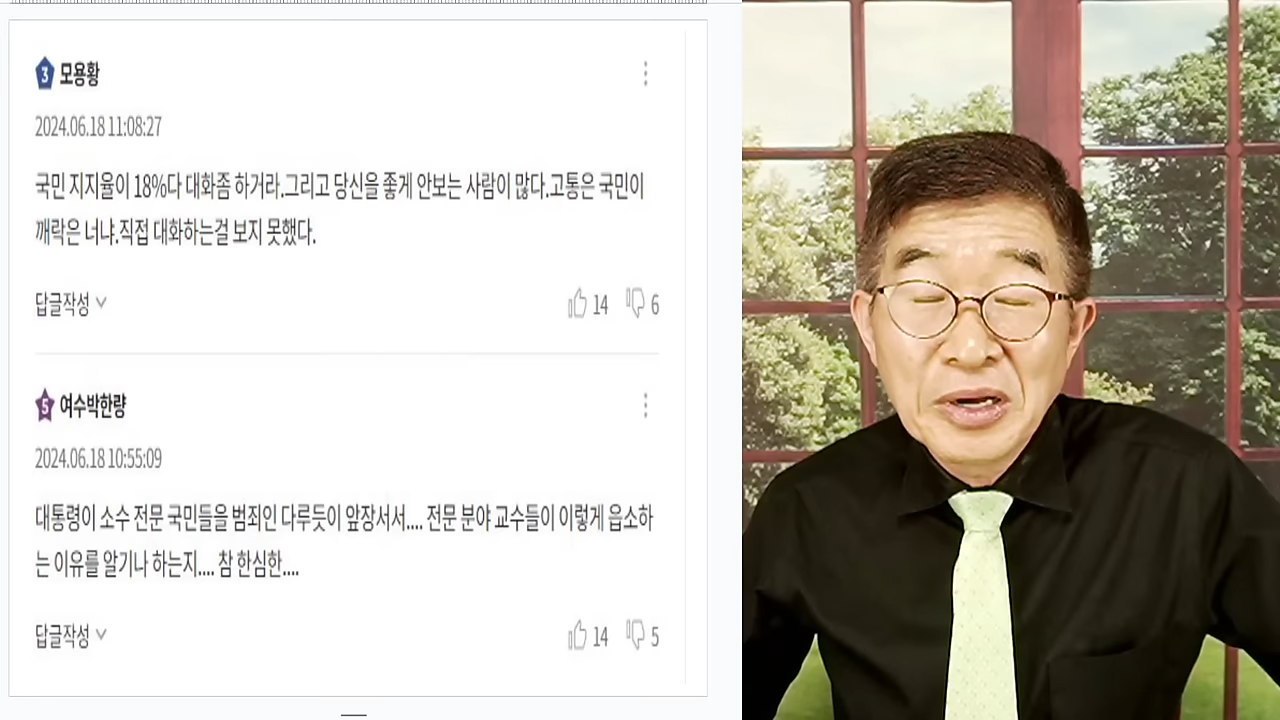 3 모용황
2024.06.18 11:08:27
국민 지지율이 18%다 대화좀 하거라.그리고 당신을 좋게 안보는 사람이 많다.고통은 국민이
깨락은 너냐.직접 대화하는걸 보지 못했다.
답글작성 14 6
5 여수박한량
2024.06.18 10:55:09
대통령이 소수 전문 국민들을 범죄인 다루듯이 앞장서서.... 전문 분야 교수들이 이렇게 읍소하
는 이유를 알기나 하는지.... 참 한심한....
답글작성 14 5